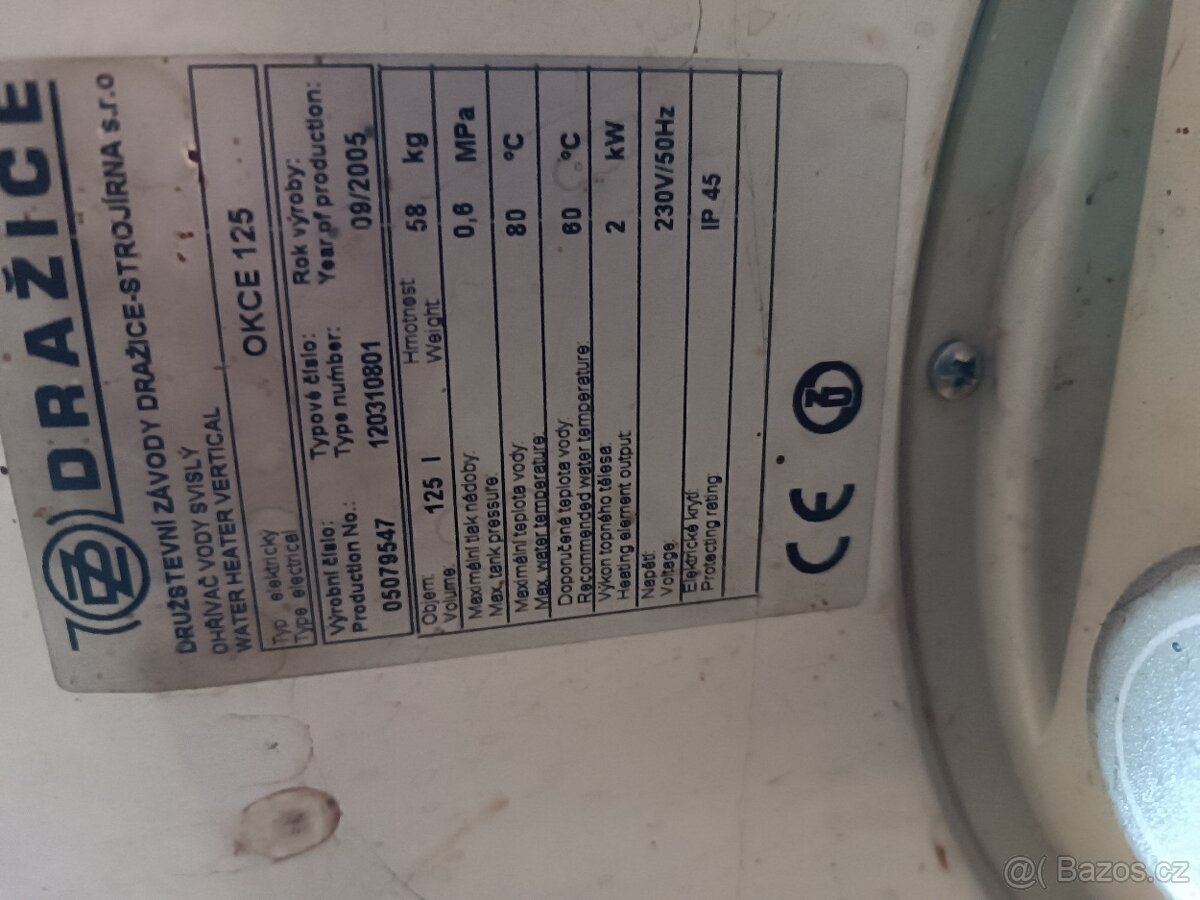 DRAŽICE
DRUŽSTEVNÍ ZÁVODY DRAŽICE-STROJÍRNA s.r.o
OHŘÍVAČ VODY SVISLÝ
WATER HEATER VERTICAL
Typ elektrický
Type electrical
OKCE 125
Výrobní číslo: Typové číslo: Rok výroby:
Production No.: Type number: Year of production:
05079547 120310801 09/2005
Objem: Hmotnost
Volume 125 l Weight 58 kg
Maximální tlak nádoby:
Max. tank pressure: 0,6 MPa
Maximální teplota vody:
Max. water temperature: 80 °C
Doporučené teplota vody
Recommended water temperature: 60 °C
Výkon topného tělesa:
Heating element output: 2 kW
Napětí:
Voltage: 230V/50Hz
Elektrické krytí:
Protecting rating: IP 45
CE
@( Bazos.cz